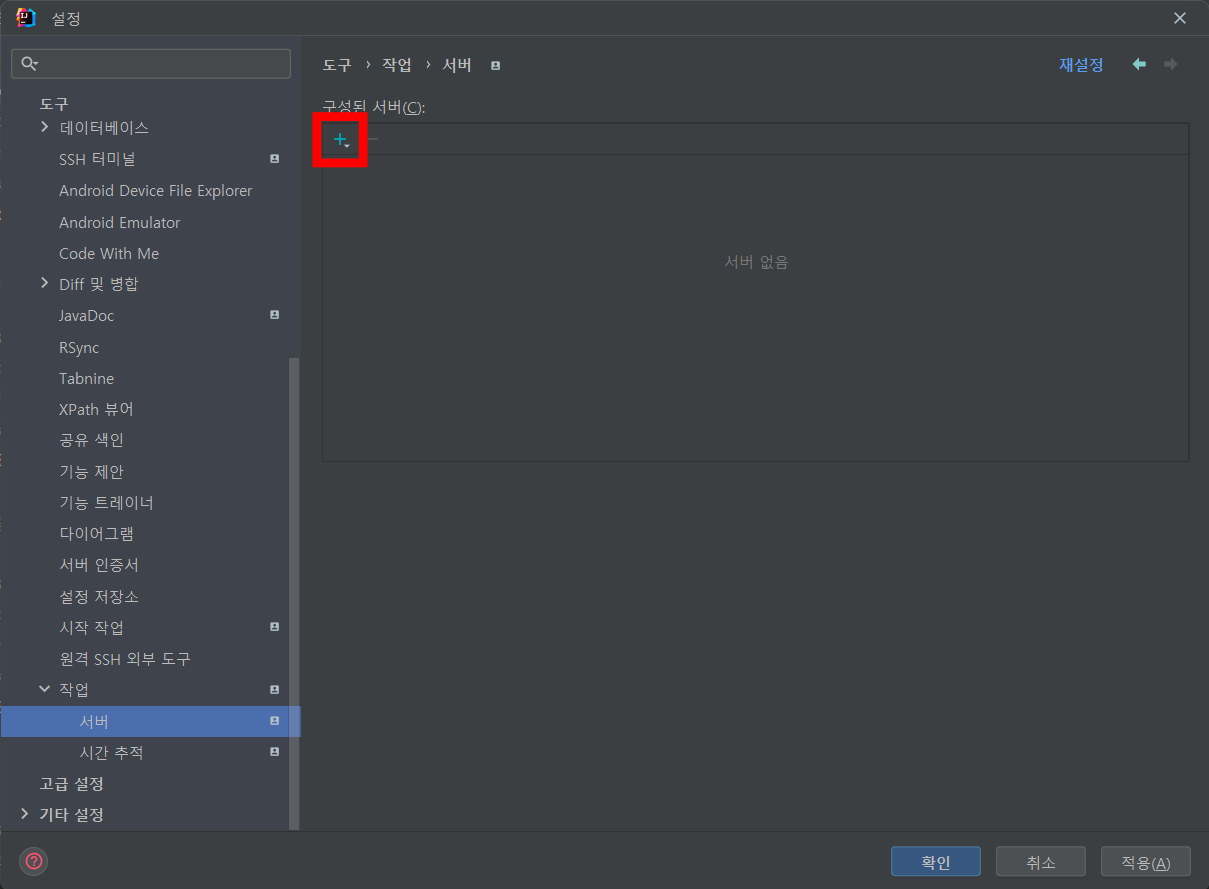 설정
도구
데이터베이스
SSH 터미널
Android Device File Explorer
Android Emulator
Code With Me
Diff 및 병합
JavaDoc
RSync
Tabnine
XPath 뷰어
공유 색인
기능 제안
기능 트레이너
다이어그램
서버 인증서
설정 저장소
시작 작업
원격 SSH 외부 도구
작업
서버
시간 추적
고급 설정
기타 설정
도구 › 작업 › 서버
재설정
구성된 서버(C):
서버 없음
확인
취소
적용(A)